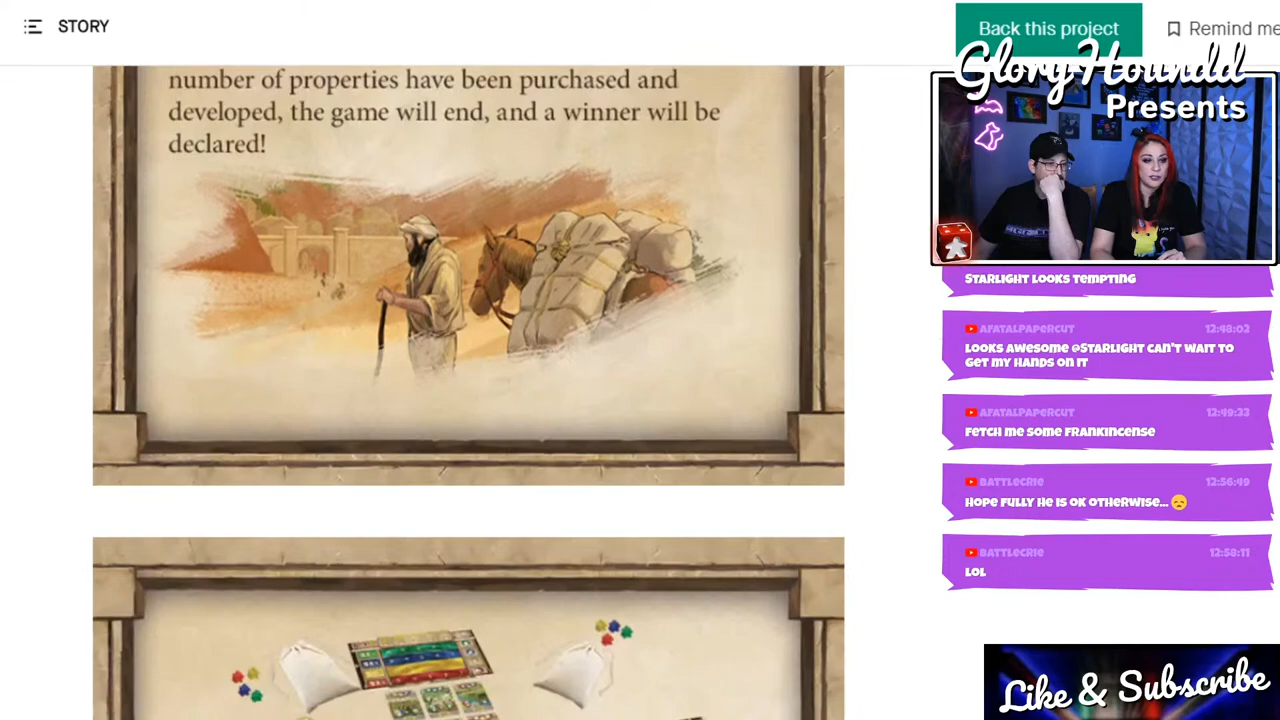 STORY
Back this project
Remind me
number of properties have been purchased and
developed, the game will end, and a winner will be
declared!
GloryHoundd
Presents
STARLIGHT LOOKS TEMPTING
AFATALPAPERCUT 12:48:02
LOOKS AWESOME @STARLIGHT CAN'T WAIT TO
GET MY HANDS ON IT
AFATALPAPERCUT 12:49:33
FETCH ME SOME FRANKINCENSE
BATTLECRIE 12:56:49
HOPE FULLY HE IS OK OTHERWISE...
BATTLECRIE 12:58:11
LOL
Like & Subscribe